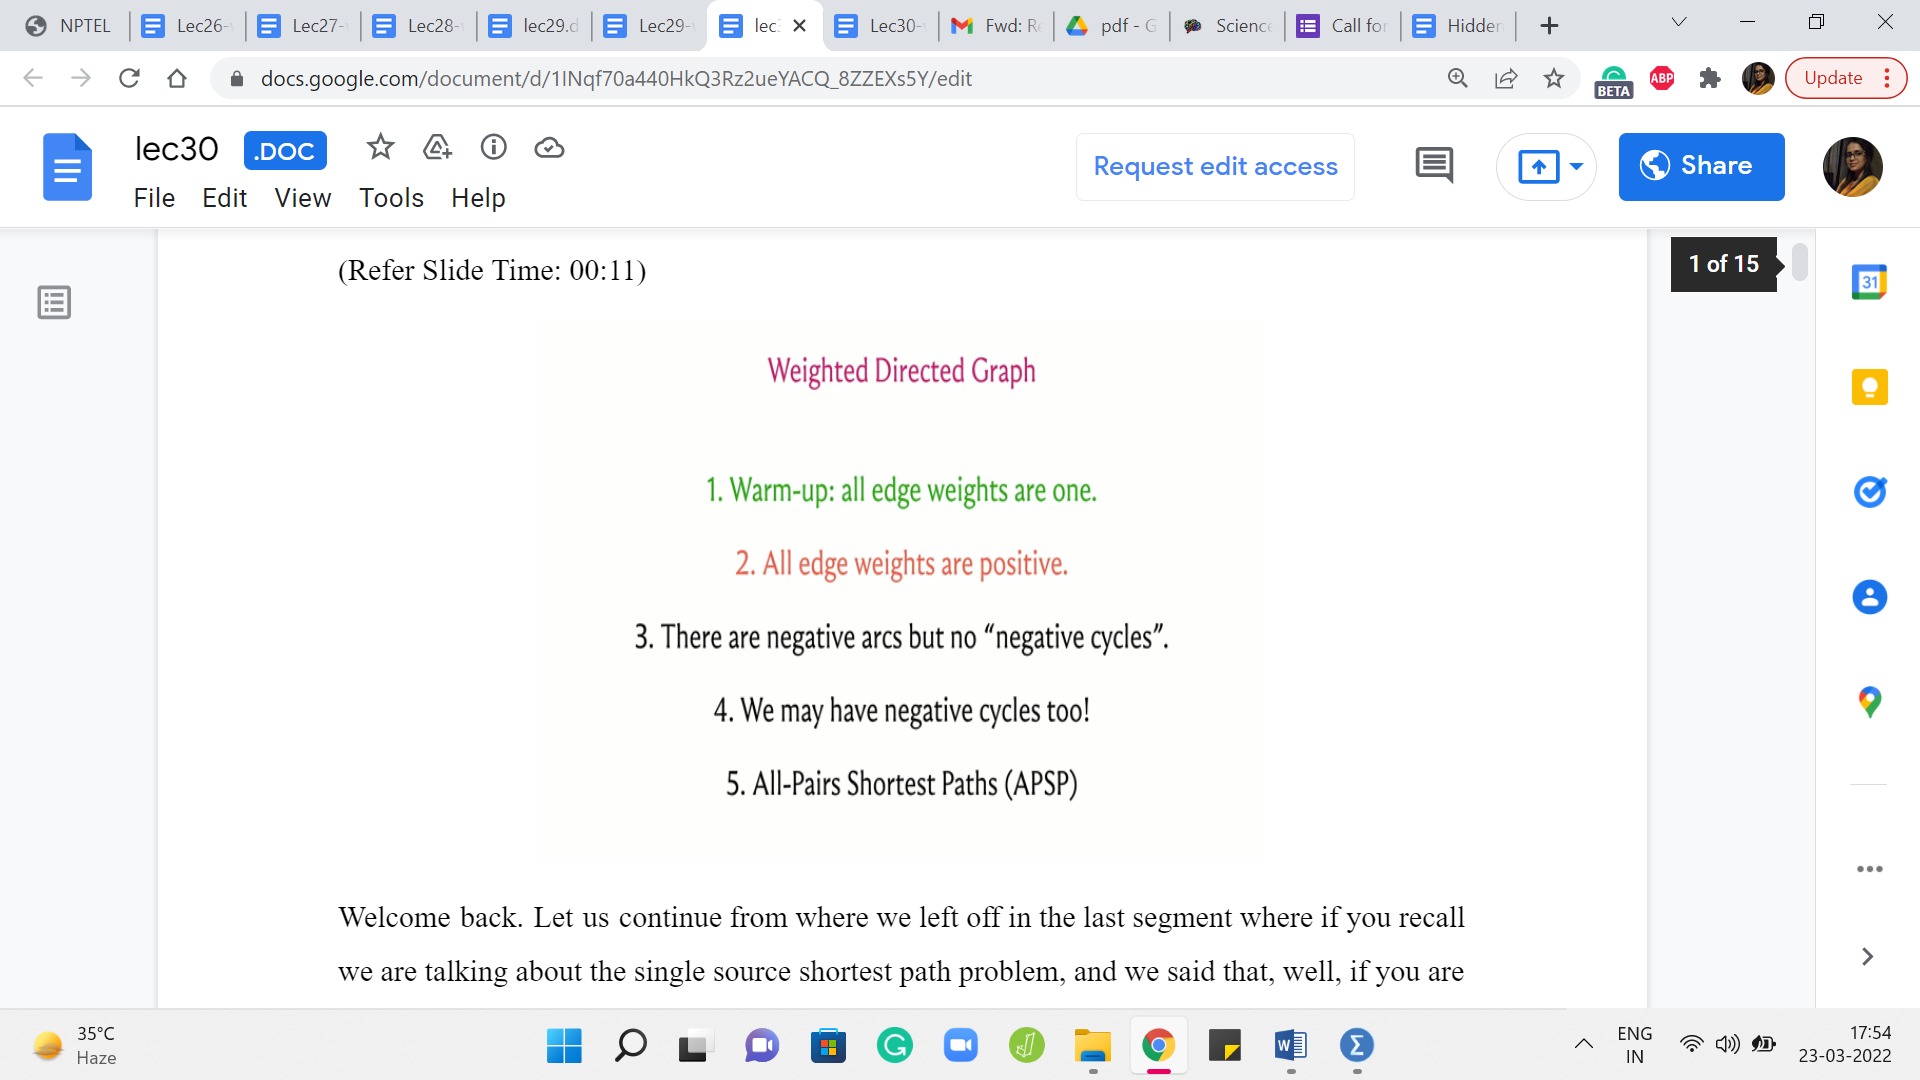 NPTEL
Lec26-
Lec27-
Lec28-
lec29.d
Lec29-
lec
Lec30-
Fwd: R
pdf - G
Science
Call for
Hidden
docs.google.com/document/d/1INqf70a440HkQ3Rz2ueYACQ_8ZZEXs5Y/edit
BETA
ABP
Update
lec30
.DOC
File Edit View Tools Help
Request edit access
Share
(Refer Slide Time: 00:11)
1 of 15
31
Weighted Directed Graph
1. Warm-up: all edge weights are one.
2. All edge weights are positive.
3. There are negative arcs but no “negative cycles”.
4. We may have negative cycles too!
5. All-Pairs Shortest Paths (APSP)
Welcome back. Let us continue from where we left off in the last segment where if you recall
we are talking about the single source shortest path problem, and we said that, well, if you are
35°C
Haze
ENG
IN
17:54
23-03-2022